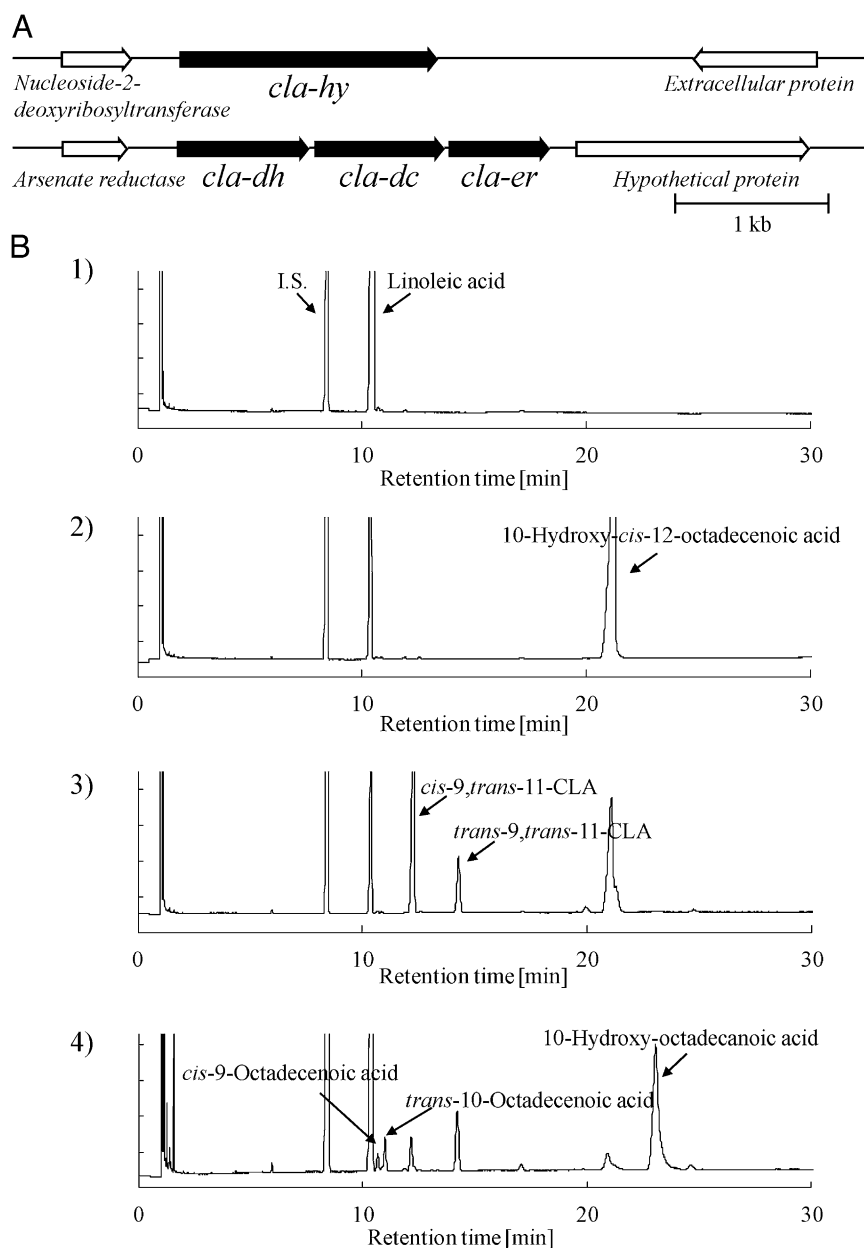 A
cla-hy
Nucleoside-2-
deoxyribosyltransferase
Extracellular protein
Arsenate reductase
cla-dh
cla-dc
cla-er
Hypothetical protein
1 kb
B
1)
I.S.
Linoleic acid
0 10 20 30
Retention time [min]
2)
10-Hydroxy-cis-12-octadecenoic acid
0 10 20 30
Retention time [min]
3)
cis-9,trans-11-CLA
trans-9,trans-11-CLA
0 10 20 30
Retention time [min]
4)
10-Hydroxy-octadecanoic acid
cis-9-Octadecenoic acid
trans-10-Octadecenoic acid
0 10 20 30
Retention time [min]